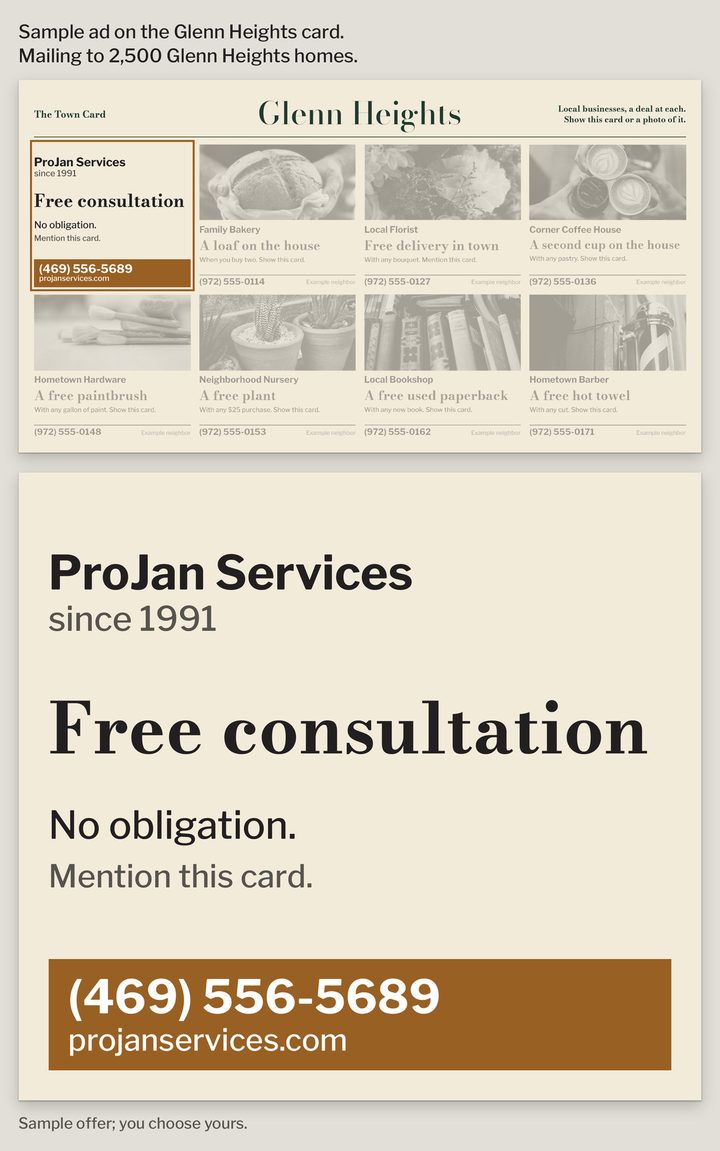 Sample ad on the Glenn Heights card.
Mailing to 2,500 Glenn Heights homes.
The Town Card
Glenn Heights
Local businesses, a deal at each.
Show this card or a photo of it.
ProJan Services
since 1991
Free consultation
No obligation.
Mention this card.
(469) 556-5689
projanservices.com
Family Bakery
A loaf on the house
When you buy two. Show this card.
(972) 555-0114
Example neighbor
Local Florist
Free delivery in town
With any bouquet. Mention this card.
(972) 555-0127
Example neighbor
Corner Coffee House
A second cup on the house
With any pastry. Show this card.
(972) 555-0136
Example neighbor
Hometown Hardware
A free paintbrush
With any gallon of paint. Show this card.
(972) 555-0148
Example neighbor
Neighborhood Nursery
A free plant
With any $25 purchase. Show this card.
(972) 555-0153
Example neighbor
Local Bookshop
A free used paperback
With any new book. Show this card.
(972) 555-0162
Example neighbor
Hometown Barber
A free hot towel
With any cut. Show this card.
(972) 555-0171
Example neighbor
ProJan Services
since 1991
Free consultation
No obligation.
Mention this card.
(469) 556-5689
projanservices.com
Sample offer; you choose yours.